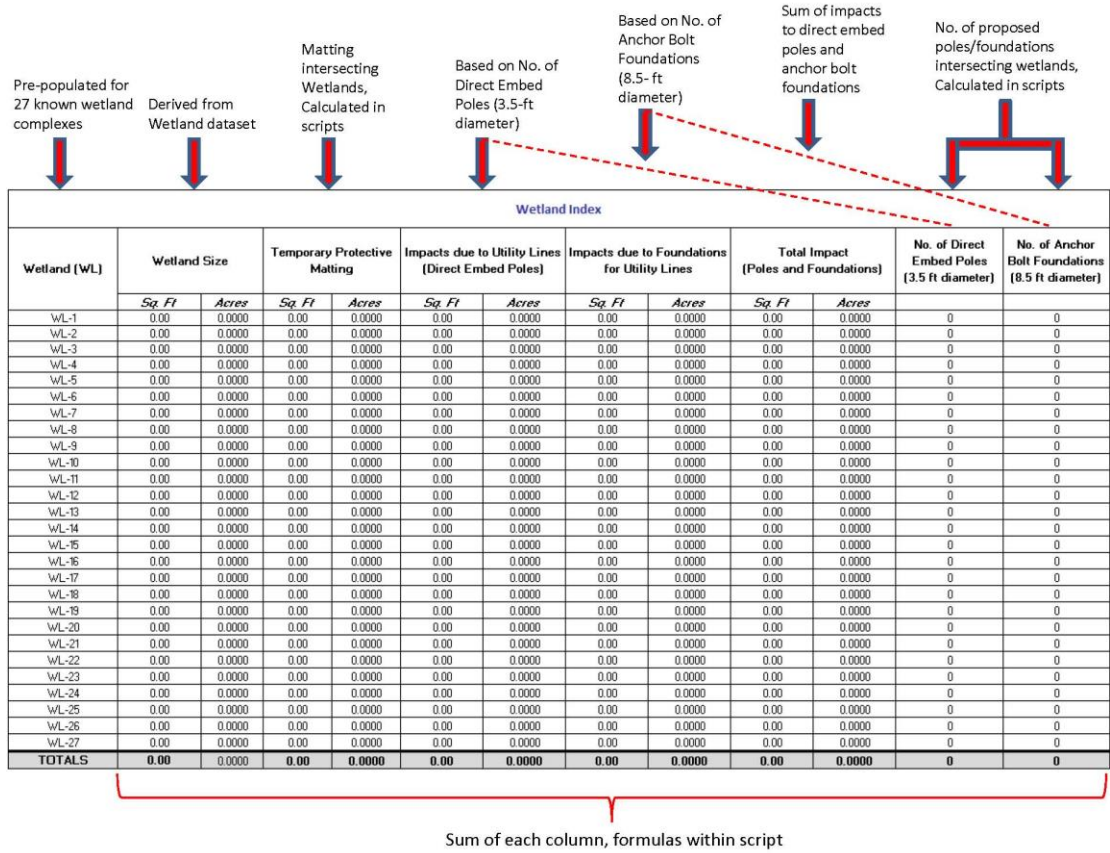 Pre-populated for
27 known wetland
complexes
Derived from
Wetland dataset
Matting
intersecting
Wetlands,
Calculated in
scripts
Based on No. of
Direct Embed
Poles (3.5-ft
diameter)
Based on No. of
Anchor Bolt
Foundations
(8.5- ft
diameter)
Sum of impacts
to direct embed
poles and
anchor bolt
foundations
No. of proposed
poles/foundations
intersecting wetlands,
Calculated in scripts
Wetland Index
Wetland (WL)
Wetland Size
Temporary Protective
Matting
Impacts due to Utility Lines
(Direct Embed Poles)
Impacts due to Foundations
for Utility Lines
Total Impact
(Poles and Foundations)
No. of Direct
Embed Poles
(3.5 ft diameter)
No. of Anchor
Bolt Foundations
(8.5 ft diameter)
Sq. Ft Acres Sq. Ft Acres Sq. Ft Acres Sq. Ft Acres Sq. Ft Acres
WL-1 0.00 0.0000 0.00 0.0000 0.00 0.0000 0.00 0.0000 0.00 0.0000 0 0
WL-2 0.00 0.0000 0.00 0.0000 0.00 0.0000 0.00 0.0000 0.00 0.0000 0 0
WL-3 0.00 0.0000 0.00 0.0000 0.00 0.0000 0.00 0.0000 0.00 0.0000 0 0
WL-4 0.00 0.0000 0.00 0.0000 0.00 0.0000 0.00 0.0000 0.00 0.0000 0 0
WL-5 0.00 0.0000 0.00 0.0000 0.00 0.0000 0.00 0.0000 0.00 0.0000 0 0
WL-6 0.00 0.0000 0.00 0.0000 0.00 0.0000 0.00 0.0000 0.00 0.0000 0 0
WL-7 0.00 0.0000 0.00 0.0000 0.00 0.0000 0.00 0.0000 0.00 0.0000 0 0
WL-8 0.00 0.0000 0.00 0.0000 0.00 0.0000 0.00 0.0000 0.00 0.0000 0 0
WL-9 0.00 0.0000 0.00 0.0000 0.00 0.0000 0.00 0.0000 0.00 0.0000 0 0
WL-10 0.00 0.0000 0.00 0.0000 0.00 0.0000 0.00 0.0000 0.00 0.0000 0 0
WL-11 0.00 0.0000 0.00 0.0000 0.00 0.0000 0.00 0.0000 0.00 0.0000 0 0
WL-12 0.00 0.0000 0.00 0.0000 0.00 0.0000 0.00 0.0000 0.00 0.0000 0 0
WL-13 0.00 0.0000 0.00 0.0000 0.00 0.0000 0.00 0.0000 0.00 0.0000 0 0
WL-14 0.00 0.0000 0.00 0.0000 0.00 0.0000 0.00 0.0000 0.00 0.0000 0 0
WL-15 0.00 0.0000 0.00 0.0000 0.00 0.0000 0.00 0.0000 0.00 0.0000 0 0
WL-16 0.00 0.0000 0.00 0.0000 0.00 0.0000 0.00 0.0000 0.00 0.0000 0 0
WL-17 0.00 0.0000 0.00 0.0000 0.00 0.0000 0.00 0.0000 0.00 0.0000 0 0
WL-18 0.00 0.0000 0.00 0.0000 0.00 0.0000 0.00 0.0000 0.00 0.0000 0 0
WL-19 0.00 0.0000 0.00 0.0000 0.00 0.0000 0.00 0.0000 0.00 0.0000 0 0
WL-20 0.00 0.0000 0.00 0.0000 0.00 0.0000 0.00 0.0000 0.00 0.0000 0 0
WL-21 0.00 0.0000 0.00 0.0000 0.00 0.0000 0.00 0.0000 0.00 0.0000 0 0
WL-22 0.00 0.0000 0.00 0.0000 0.00 0.0000 0.00 0.0000 0.00 0.0000 0 0
WL-23 0.00 0.0000 0.00 0.0000 0.00 0.0000 0.00 0.0000 0.00 0.0000 0 0
WL-24 0.00 0.0000 0.00 0.0000 0.00 0.0000 0.00 0.0000 0.00 0.0000 0 0
WL-25 0.00 0.0000 0.00 0.0000 0.00 0.0000 0.00 0.0000 0.00 0.0000 0 0
WL-26 0.00 0.0000 0.00 0.0000 0.00 0.0000 0.00 0.0000 0.00 0.0000 0 0
WL-27 0.00 0.0000 0.00 0.0000 0.00 0.0000 0.00 0.0000 0.00 0.0000 0 0
TOTALS 0.00 0.0000 0.00 0.0000 0.00 0.0000 0.00 0.0000 0.00 0.0000 0 0
Sum of each column, formulas within script